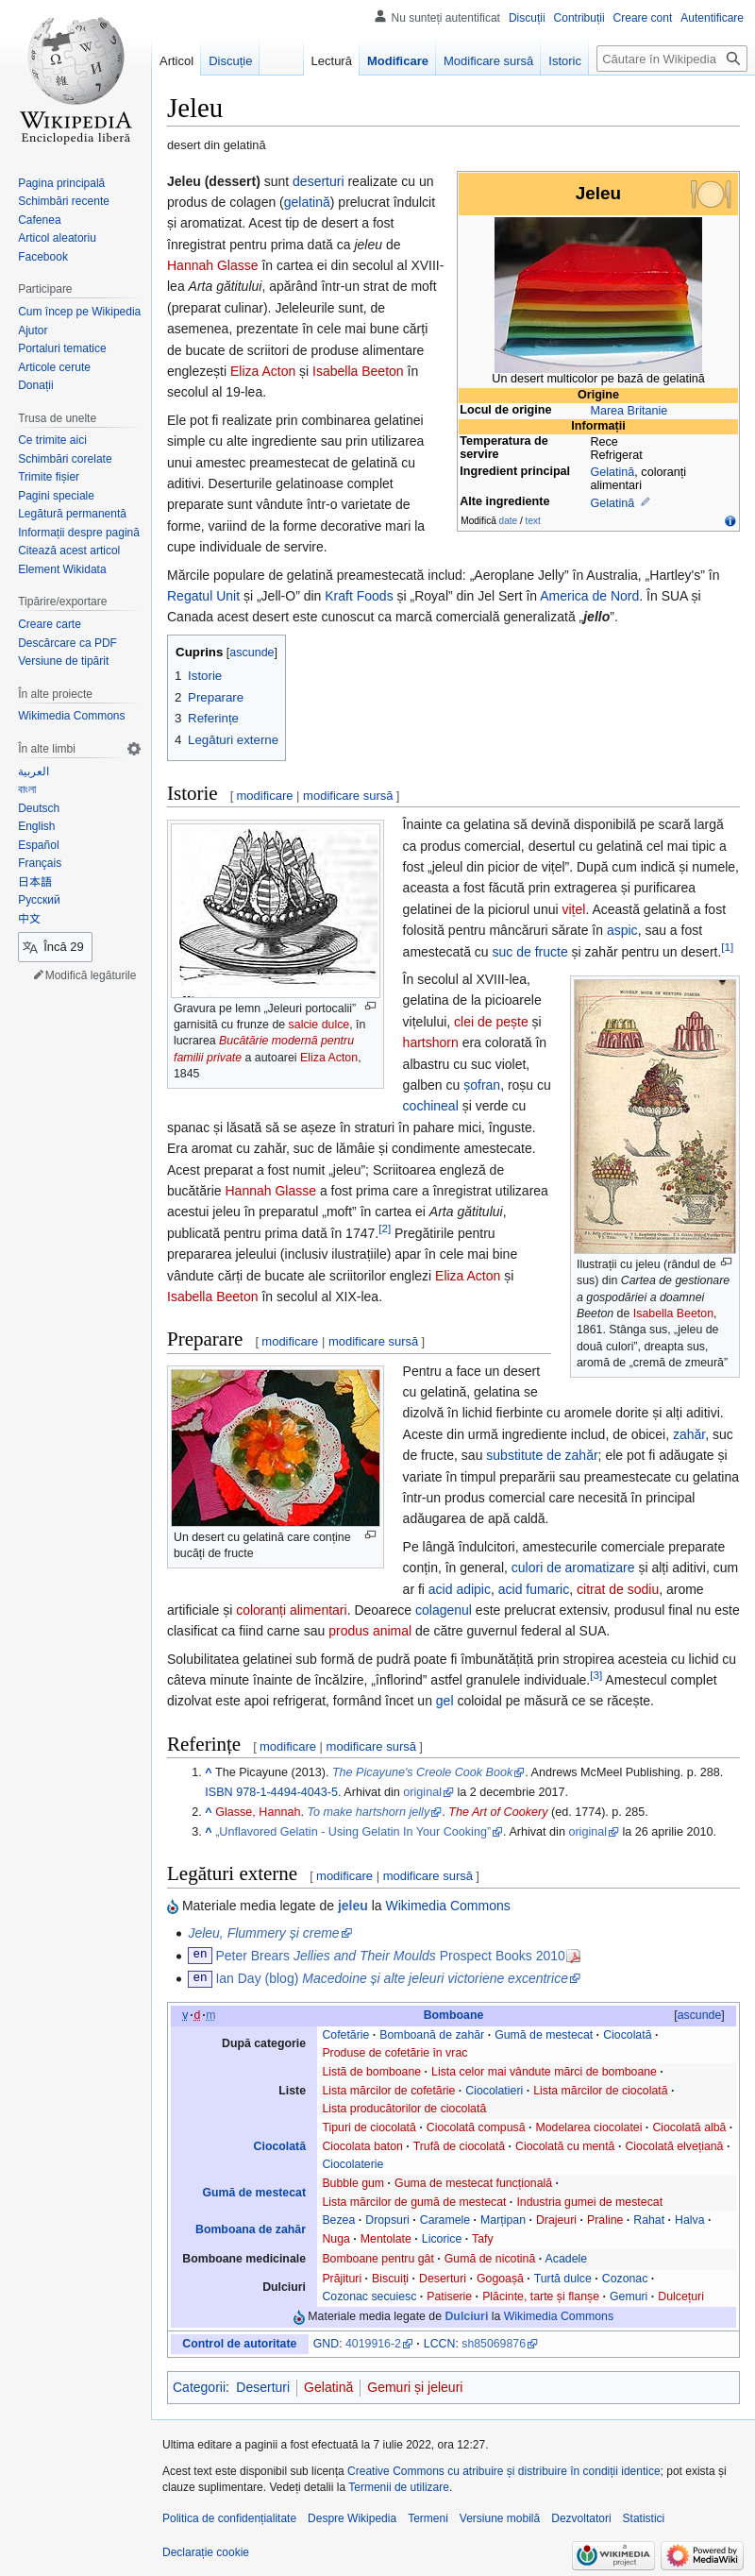 Nu sunteți autentificat Discuții Contribuții Creare cont Autentificare
Articol Discuție Lectură Modificare Modificare sursă Istoric Căutare în Wikipedia
WIKIPEDIA
Enciclopedia liberă
Pagina principală
Schimbări recente
Cafenea
Articol aleatoriu
Facebook
Participare
Cum încep pe Wikipedia
Ajutor
Portaluri tematice
Articole cerute
Donații
Trusa de unelte
Ce trimite aici
Schimbări corelate
Trimite fișier
Pagini speciale
Legătură permanentă
Informații despre pagină
Citează acest articol
Element Wikidata
Tipărire/exportare
Creare carte
Descărcare ca PDF
Versiune de tipărit
În alte proiecte
Wikimedia Commons
În alte limbi
العربية
বাংলা
Deutsch
English
Español
Français
日本語
Русский
中文
Încă 29
Modifică legăturile
Jeleu
desert din gelatină
Jeleu (dessert) sunt deserturi realizate cu un
produs de colagen (gelatină) prelucrat îndulcit
și aromatizat. Acest tip de desert a fost
înregistrat pentru prima dată ca jeleu de
Hannah Glasse în cartea ei din secolul al XVIII-
lea Arta gătitului, apărând într-un strat de moft
(preparat culinar). Jeleleurile sunt, de
asemenea, prezentate în cele mai bune cărți
de bucate de scriitori de produse alimentare
englezești Eliza Acton și Isabella Beeton în
secolul al 19-lea.
Ele pot fi realizate prin combinarea gelatinei
simple cu alte ingrediente sau prin utilizarea
unui amestec preamestecat de gelatină cu
aditivi. Deserturile gelatinoase complet
preparate sunt vândute într-o varietate de
forme, variind de la forme decorative mari la
cupe individuale de servire.
Jeleu
Un desert multicolor pe bază de gelatină
Origine
Locul de origine Marea Britanie
Informații
Temperatura de servire Rece
Refrigerat
Ingredient principal Gelatină, coloranți
alimentari
Alte ingrediente Gelatină
Modifică date / text
Mărcile populare de gelatină preamestecată includ: „Aeroplane Jelly” în Australia, „Hartley's” în
Regatul Unit și „Jell-O” din Kraft Foods și „Royal” din Jel Sert în America de Nord. În SUA și
Canada acest desert este cunoscut ca marcă comercială generalizată „jello”.
Cuprins [ascunde]
1 Istorie
2 Preparare
3 Referințe
4 Legături externe
Istorie [ modificare | modificare sursă ]
Gravura pe lemn „Jeleuri portocalii”
garnisită cu frunze de salcie dulce, în
lucrarea Bucătărie modernă pentru
familii private a autoarei Eliza Acton,
1845
Înainte ca gelatina să devină disponibilă pe scară largă
ca produs comercial, desertul cu gelatină cel mai tipic a
fost „jeleul din picior de vițel”. După cum indică și numele,
aceasta a fost făcută prin extragerea și purificarea
gelatinei de la piciorul unui vițel. Această gelatină a fost
folosită pentru mâncăruri sărate în aspic, sau a fost
amestecată cu suc de fructe și zahăr pentru un desert.[1]
În secolul al XVIII-lea,
gelatina de la picioarele
vițelului, clei de pește și
hartshorn era colorată în
albastru cu suc violet,
galben cu șofran, roșu cu
cochineal și verde cu
spanac și lăsată să se așeze în straturi în pahare mici, înguste.
Era aromat cu zahăr, suc de lămâie și condimente amestecate.
Acest preparat a fost numit „jeleu”; Scriitoarea engleză de
bucătărie Hannah Glasse a fost prima care a înregistrat utilizarea
acestui jeleu în preparatul „moft” în cartea ei Arta gătitului,
publicată pentru prima dată în 1747.[2] Pregătirile pentru
prepararea jeleului (inclusiv ilustrațiile) apar în cele mai bine
vândute cărți de bucate ale scriitorilor englezi Eliza Acton și
Isabella Beeton în secolul al XIX-lea.
Ilustrații cu jeleu (rândul de
sus) din Cartea de gestionare
a gospodăriei a doamnei
Beeton de Isabella Beeton,
1861. Stânga sus, „jeleu de
două culori”, dreapta sus,
aromă de „cremă de zmeură”
Preparare [ modificare | modificare sursă ]
Un desert cu gelatină care conține
bucăți de fructe
Pentru a face un desert
cu gelatină, gelatina se
dizolvă în lichid fierbinte cu aromele dorite și alți aditivi.
Aceste din urmă ingrediente includ, de obicei, zahăr, suc
de fructe, sau substitute de zahăr; ele pot fi adăugate și
variate în timpul preparării sau preamestecate cu gelatina
într-un produs comercial care necesită în principal
adăugarea de apă caldă.
Pe lângă îndulcitori, amestecurile comerciale preparate
conțin, în general, culori de aromatizare și alți aditivi, cum
ar fi acid adipic, acid fumaric, citrat de sodiu, arome
artificiale și coloranți alimentari. Deoarece colagenul este prelucrat extensiv, produsul final nu este
clasificat ca fiind carne sau produs animal de către guvernul federal al SUA.
Solubilitatea gelatinei sub formă de pudră poate fi îmbunătățită prin stropirea acesteia cu lichid cu
câteva minute înainte de încălzire, „înflorind” astfel granulele individuale.[3] Amestecul complet
dizolvat este apoi refrigerat, formând încet un gel coloidal pe măsură ce se răcește.
Referințe [ modificare | modificare sursă ]
1. ^ The Picayune (2013). The Picayune's Creole Cook Book. Andrews McMeel Publishing. p. 288.
ISBN 978-1-4494-4043-5. Arhivat din original la 2 decembrie 2017.
2. ^ Glasse, Hannah. To make hartshorn jelly. The Art of Cookery (ed. 1774). p. 285.
3. ^ „Unflavored Gelatin - Using Gelatin In Your Cooking”. Arhivat din original la 26 aprilie 2010.
Legături externe [ modificare | modificare sursă ]
Materiale media legate de jeleu la Wikimedia Commons
Jeleu, Flummery și creme
en Peter Brears Jellies and Their Moulds Prospect Books 2010
en Ian Day (blog) Macedoine și alte jeleuri victoriene excentrice
v · d · m Bomboane [ascunde]
După categorie Cofetărie · Bomboană de zahăr · Gumă de mestecat · Ciocolată ·
Produse de cofetărie în vrac
Liste Listă de bomboane · Lista celor mai vândute mărci de bomboane ·
Lista mărcilor de cofetărie · Ciocolatieri · Lista mărcilor de ciocolată ·
Lista producătorilor de ciocolată
Ciocolată Tipuri de ciocolată · Ciocolată compusă · Modelarea ciocolatei · Ciocolată albă ·
Ciocolata baton · Trufă de ciocolată · Ciocolată cu mentă · Ciocolată elvețiană ·
Ciocolaterie
Gumă de mestecat Bubble gum · Guma de mestecat funcțională ·
Lista mărcilor de gumă de mestecat · Industria gumei de mestecat
Bomboana de zahăr Bezea · Dropsuri · Caramele · Marțipan · Drajeuri · Praline · Rahat · Halva ·
Nuga · Mentolate · Licorice · Tafy
Bomboane medicinale Bomboane pentru gât · Gumă de nicotină · Acadele
Dulciuri Prăjituri · Biscuiți · Deserturi · Gogoașă · Turtă dulce · Cozonac ·
Cozonac secuiesc · Patiserie · Plăcinte, tarte și flanșe · Gemuri · Dulcețuri
Materiale media legate de Dulciuri la Wikimedia Commons
Control de autoritate GND: 4019916-2 · LCCN: sh85069876
Categorii: Deserturi | Gelatină | Gemuri și jeleuri
Ultima editare a paginii a fost efectuată la 7 iulie 2022, ora 12:27.
Acest text este disponibil sub licența Creative Commons cu atribuire și distribuire în condiții identice; pot exista și
clauze suplimentare. Vedeți detalii la Termenii de utilizare.
Politica de confidențialitate Despre Wikipedia Termeni Versiune mobilă Dezvoltatori Statistici
Declarație cookie
a WIKIMEDIA project Powered by MediaWiki